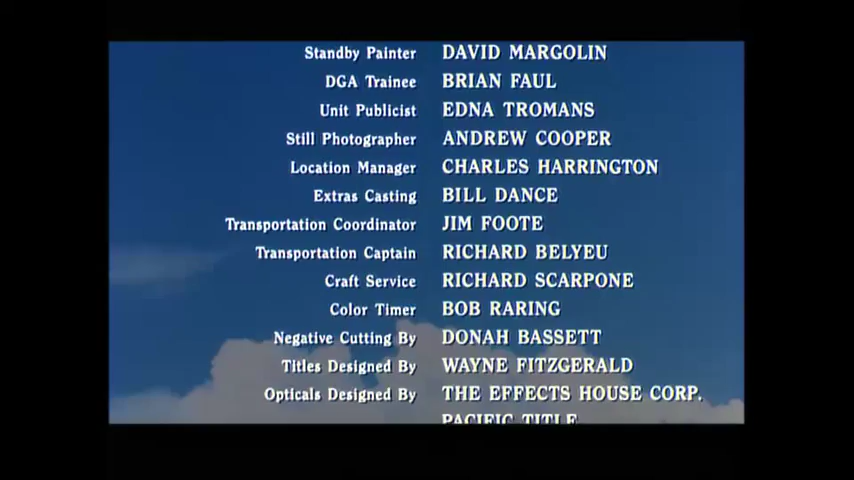 Standby Painter DAVID MARGOLIN
DGA Trainee BRIAN FAUL
Unit Publicist EDNA TROMANS
Still Photographer ANDREW COOPER
Location Manager CHARLES HARRINGTON
Extras Casting BILL DANCE
Transportation Coordinator JIM FOOTE
Transportation Captain RICHARD BELYEU
Craft Service RICHARD SCARPONE
Color Timer BOB RARING
Negative Cutting By DONAH BASSETT
Titles Designed By WAYNE FITZGERALD
Opticals Designed By THE EFFECTS HOUSE CORP.
PACIFIC TITLE